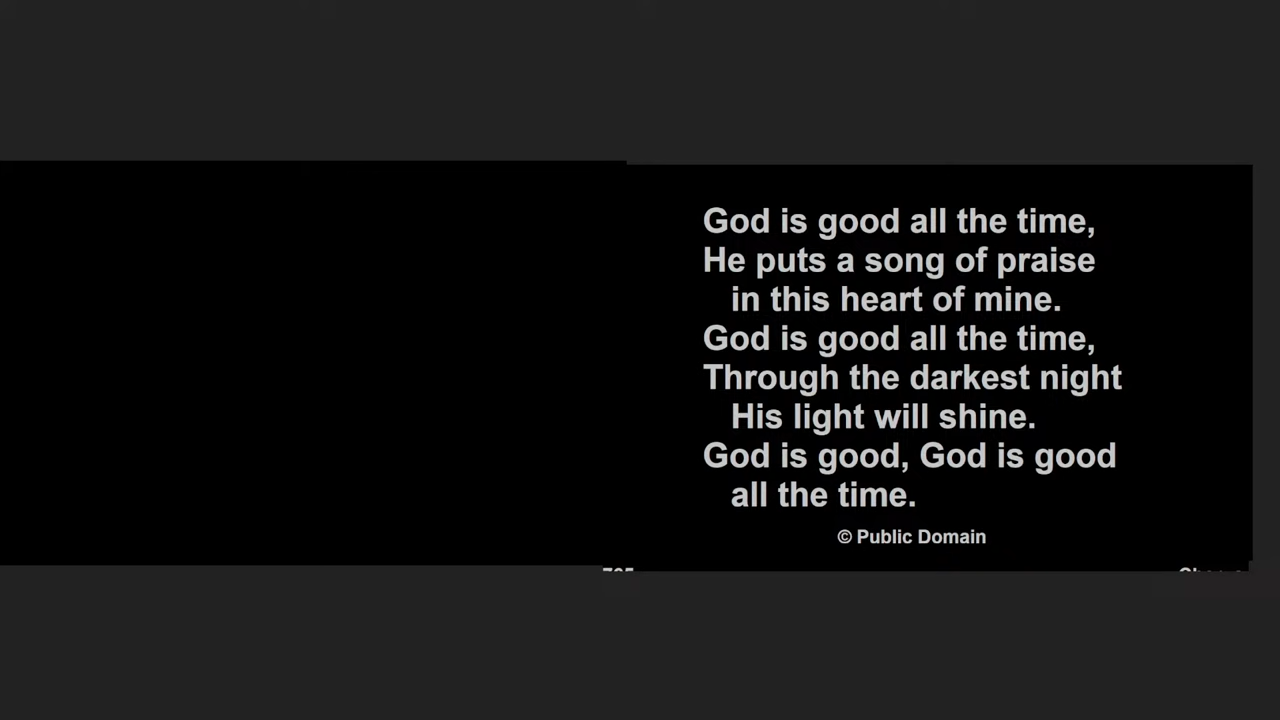 God is good all the time,
He puts a song of praise
in this heart of mine.
God is good all the time,
Through the darkest night
His light will shine.
God is good, God is good
all the time.
© Public Domain